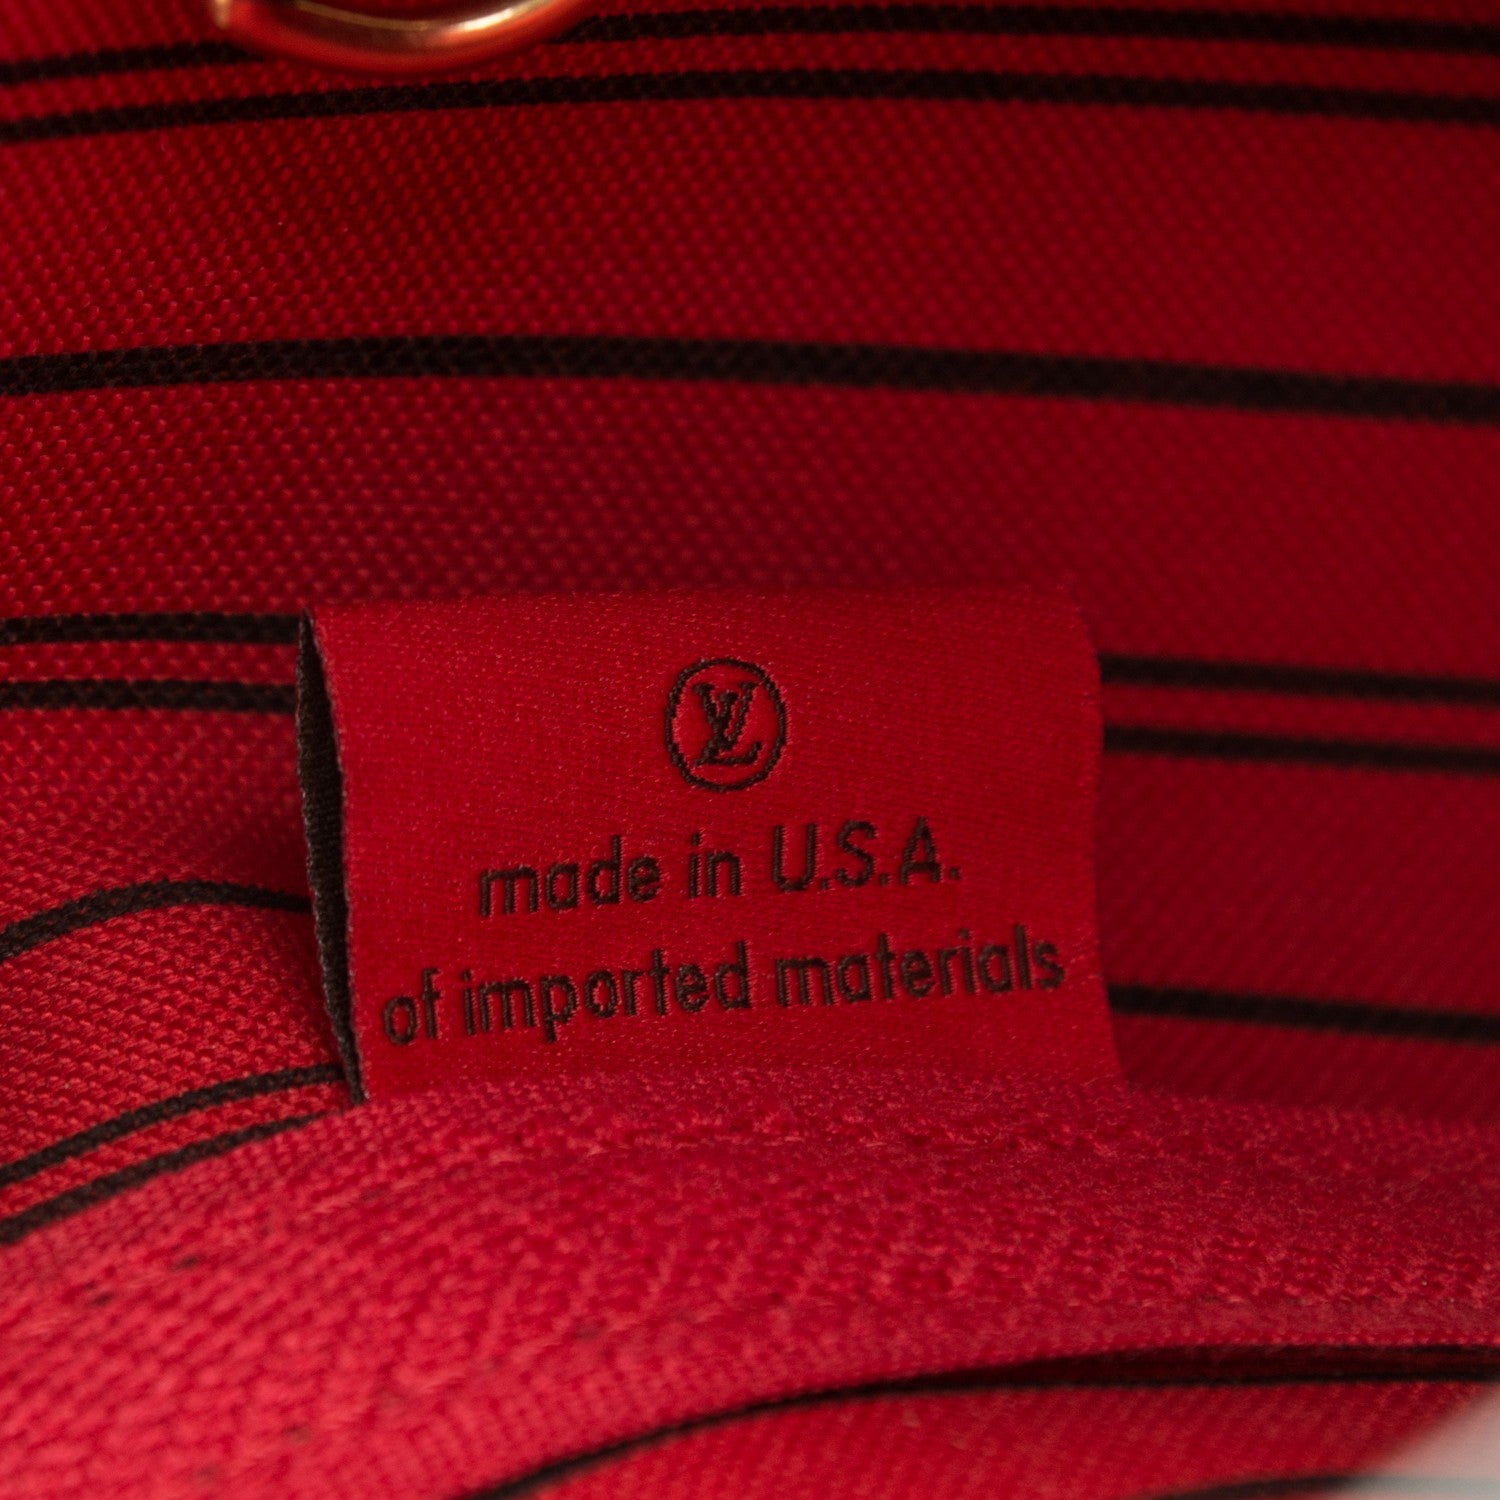 LV
made in U.S.A.
of imported materials